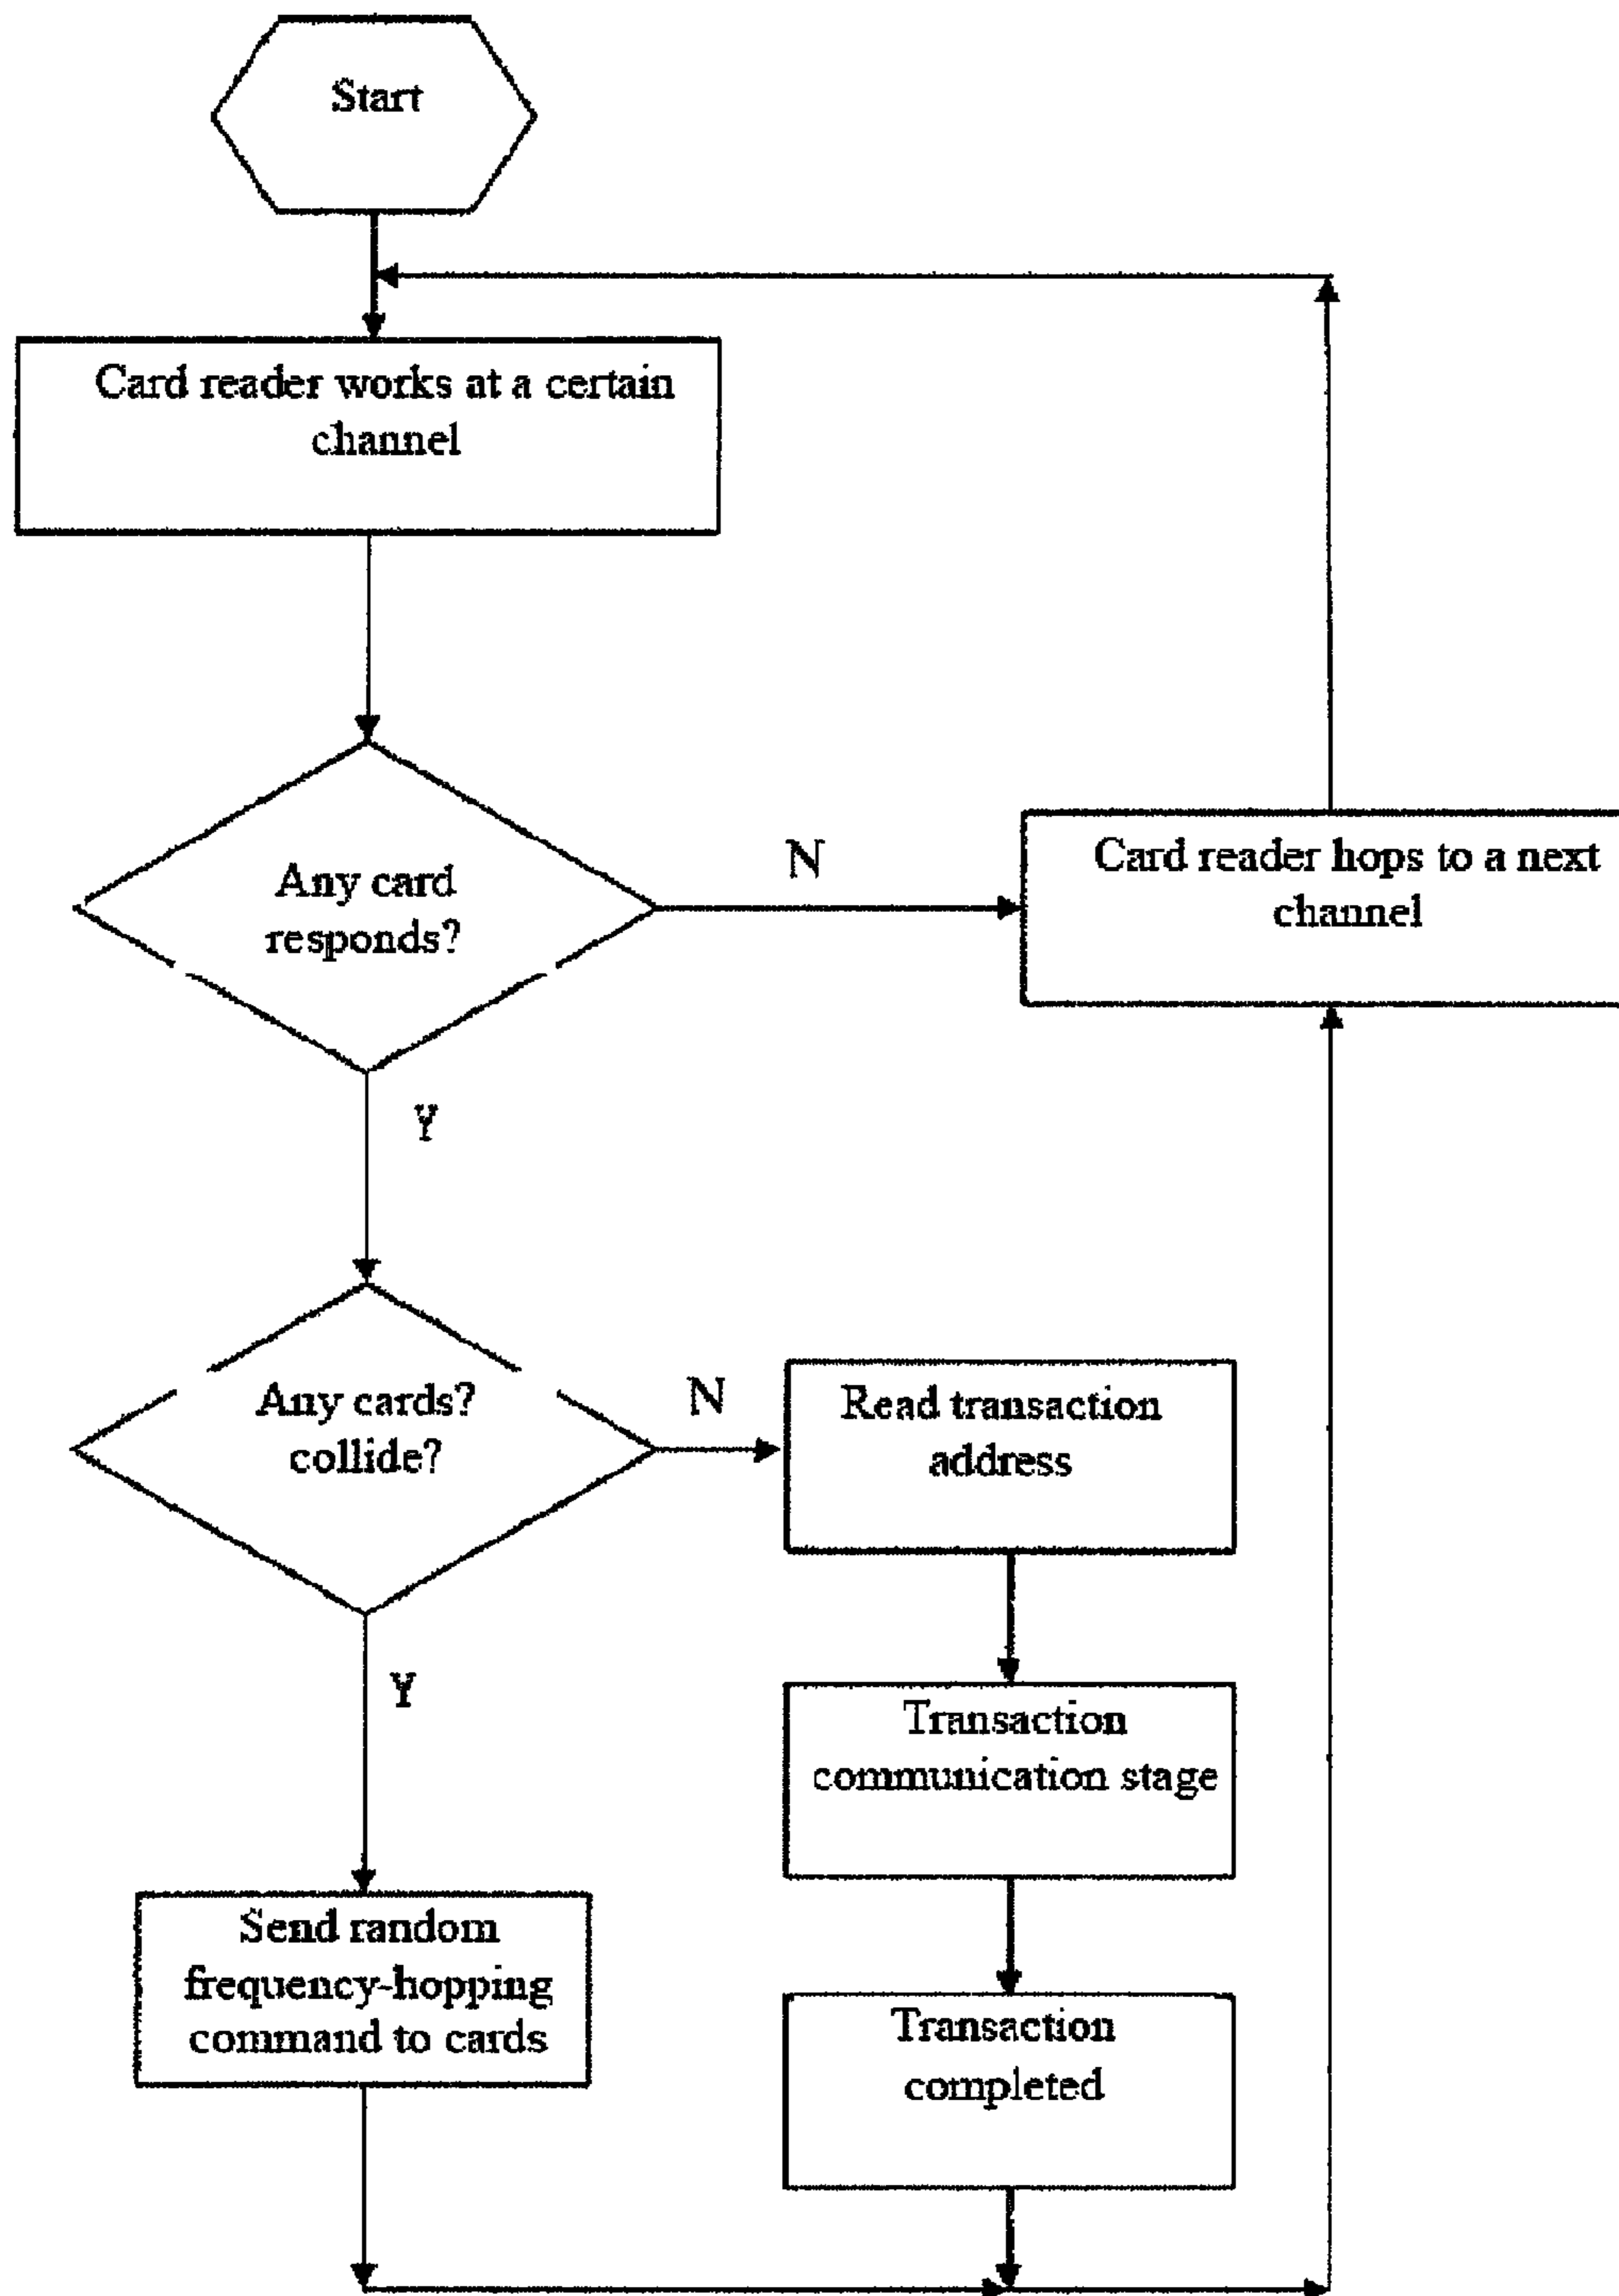 Start
Card reader works at a certain
channel
Any card
responds?
N
Card reader hops to a next
channel
Y
Any cards?
collide?
N
Read transaction
address
Y
Transaction
communication stage
Send random
frequency-hopping
command to cards
Transaction
completed